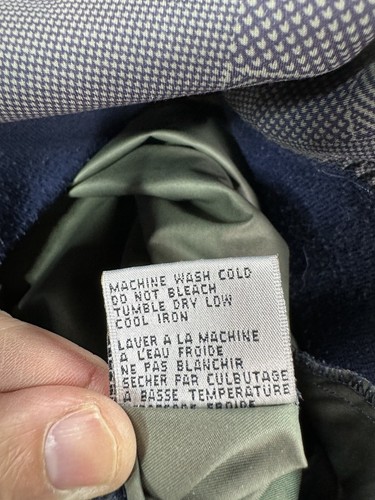 MACHINE WASH COLD
DO NOT BLEACH
TUMBLE DRY LOW
COOL IRON
LAVER A LA MACHINE
À L'EAU FROIDE
NE PAS BLANCHIR
SECHER PAR CULBUTAGE
A BASSE TEMPERATURE
FROIDE